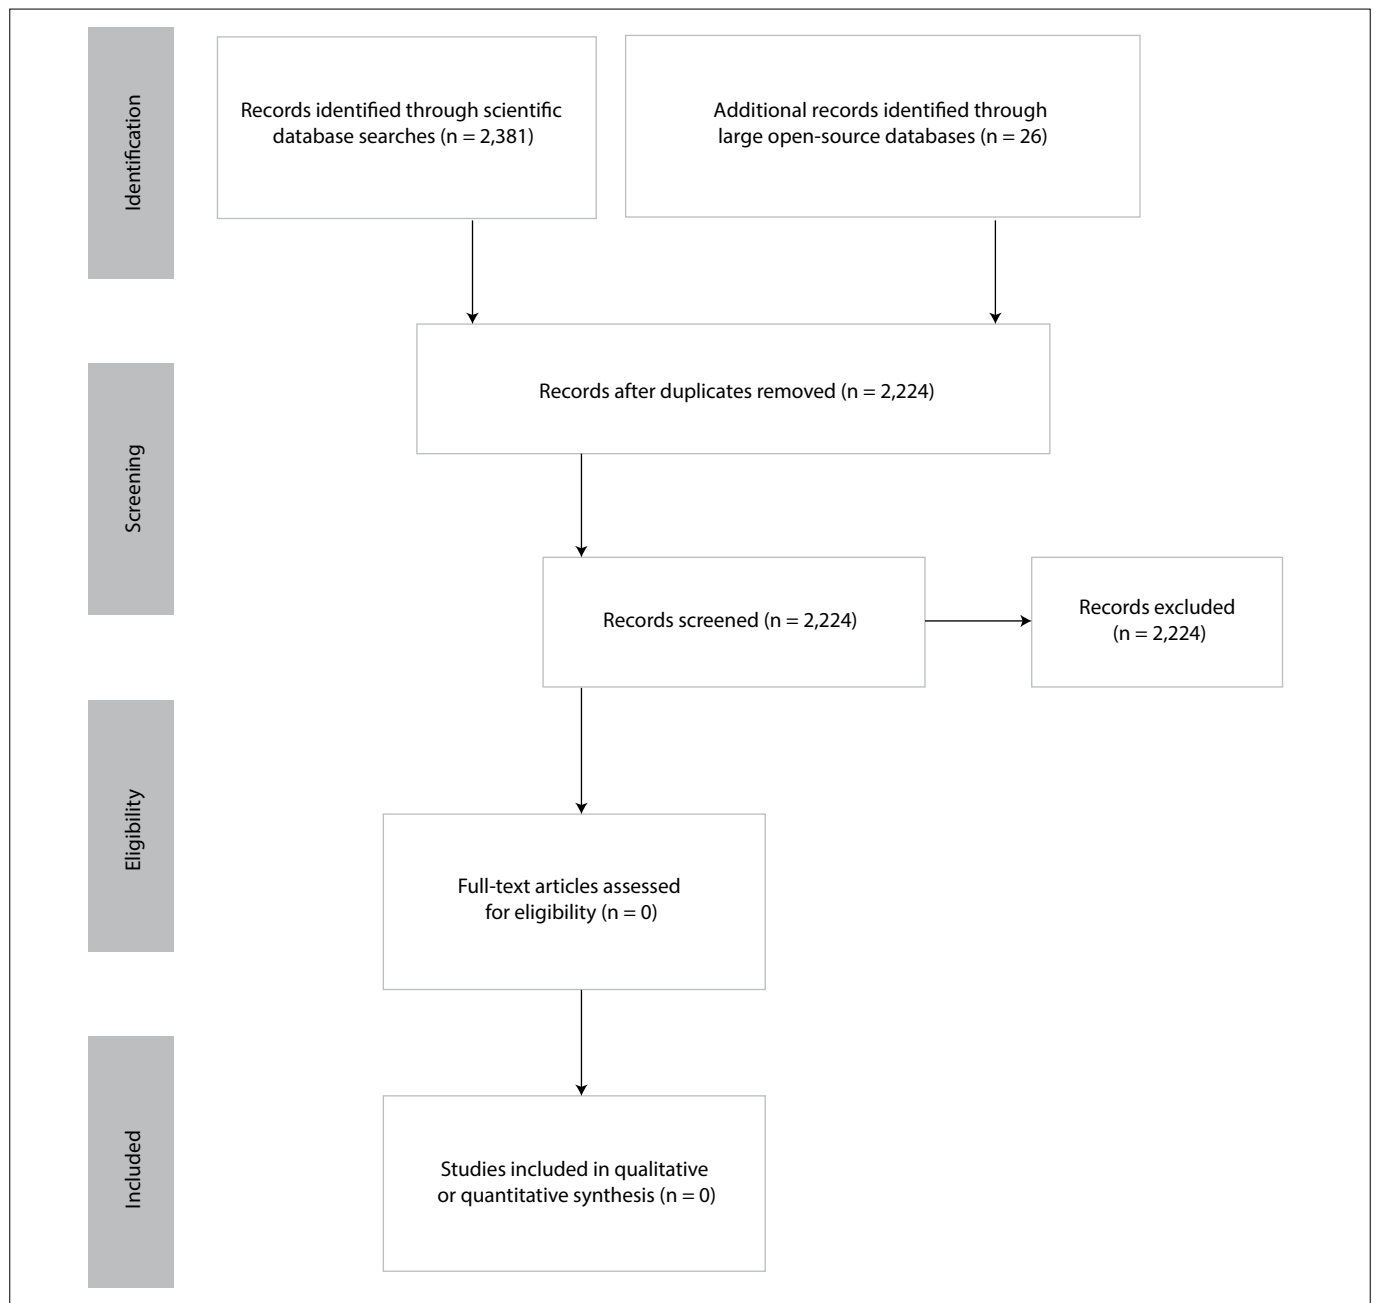 Identification
Records identified through scientific
database searches (n = 2,381)
Additional records identified through
large open-source databases (n = 26)
Screening
Records after duplicates removed (n = 2,224)
Records screened (n = 2,224)
Records excluded
(n = 2,224)
Eligibility
Full-text articles assessed
for eligibility (n = 0)
Included
Studies included in qualitative
or quantitative synthesis (n = 0)